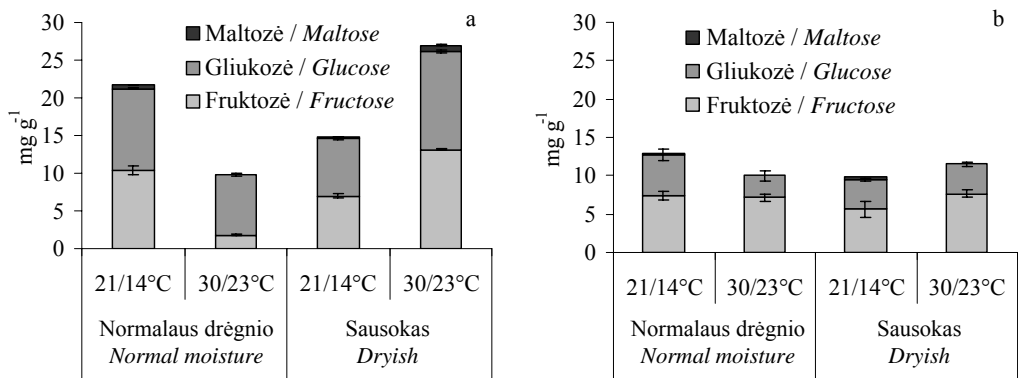 a
30
25
20
15
10
5
0
mg g-1
Maltozė / Maltose
Gliukozė / Glucose
Fruktozė / Fructose
21/14°C 30/23°C 21/14°C 30/23°C
Normalaus drėgnio Sausokas
Normal moisture Dryish
b
30
25
20
15
10
5
0
mg g-1
Maltozė / Maltose
Gliukozė / Glucose
Fruktozė / Fructose
21/14°C 30/23°C 21/14°C 30/23°C
Normalaus drėgnio Sausokas
Normal moisture Dryish